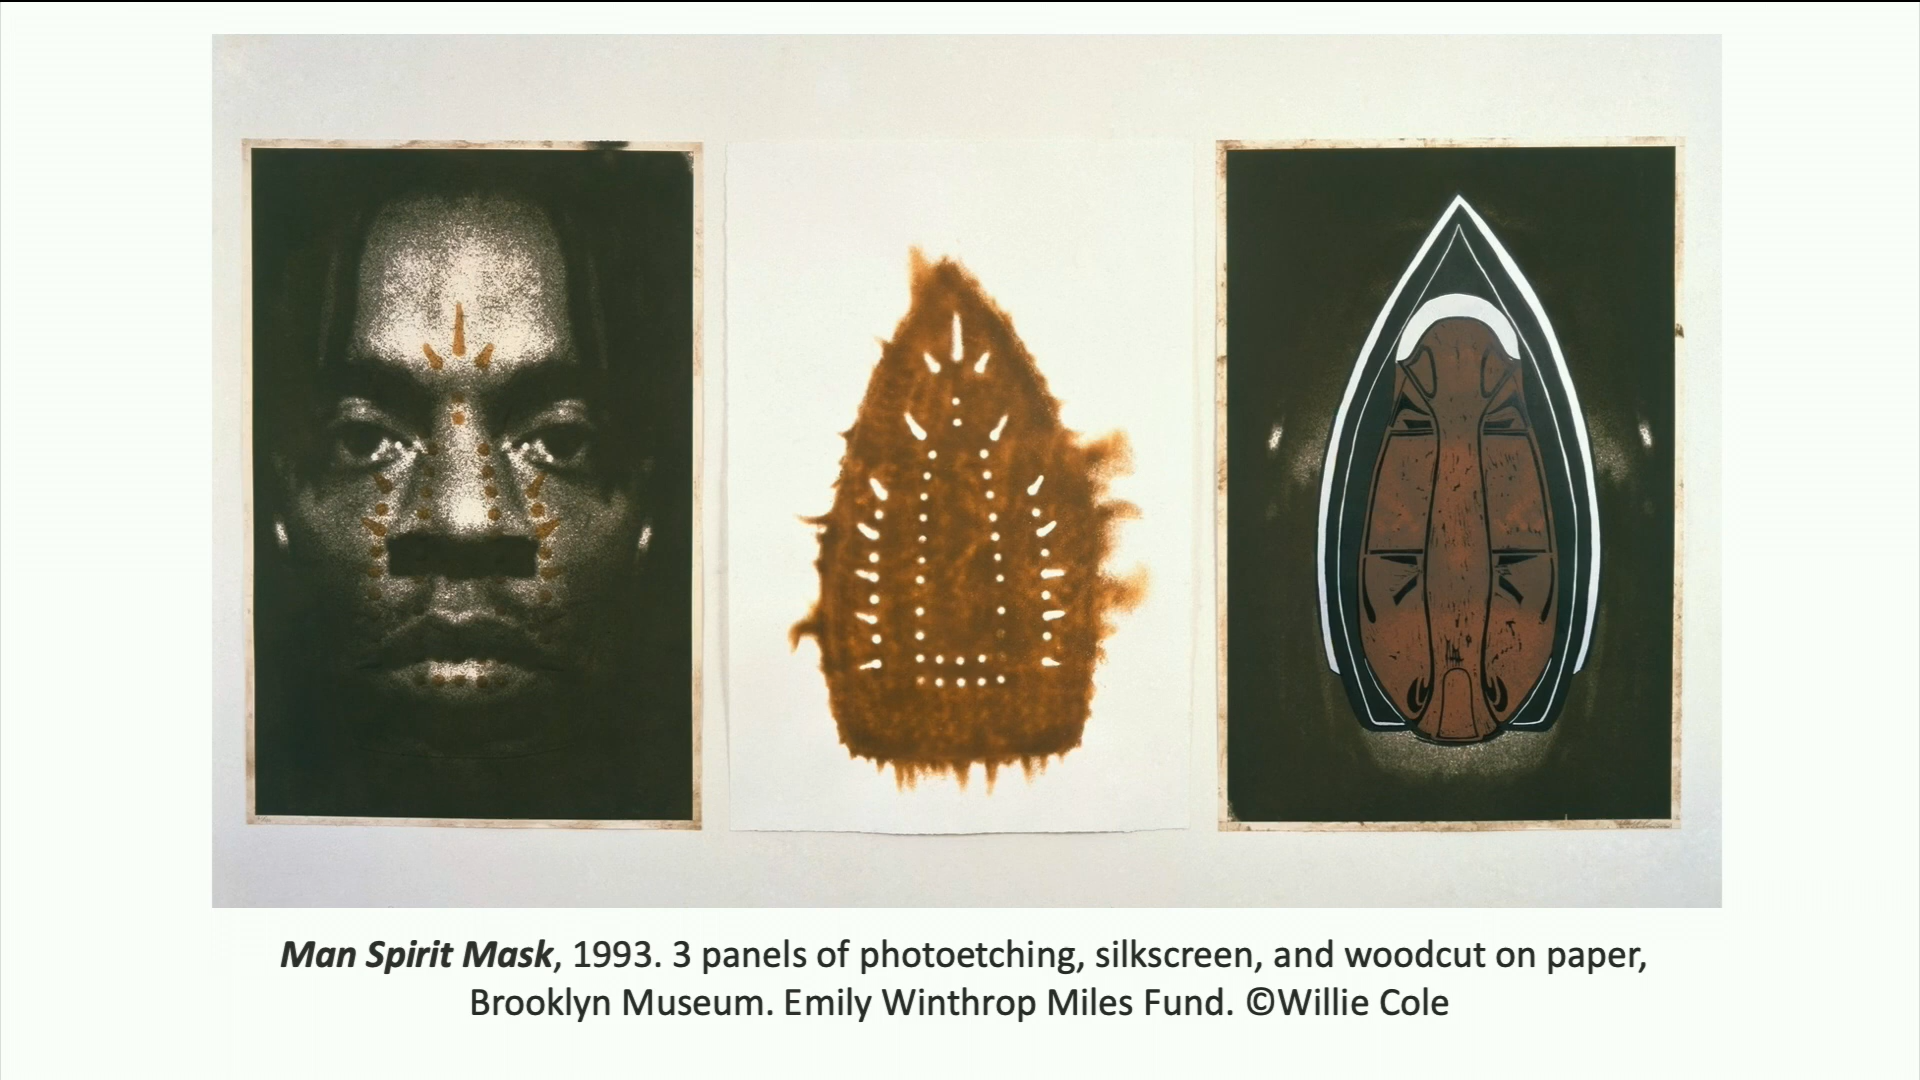 Man Spirit Mask, 1993. 3 panels of photoetching, silkscreen, and woodcut on paper,
Brooklyn Museum. Emily Winthrop Miles Fund. ©Willie Cole